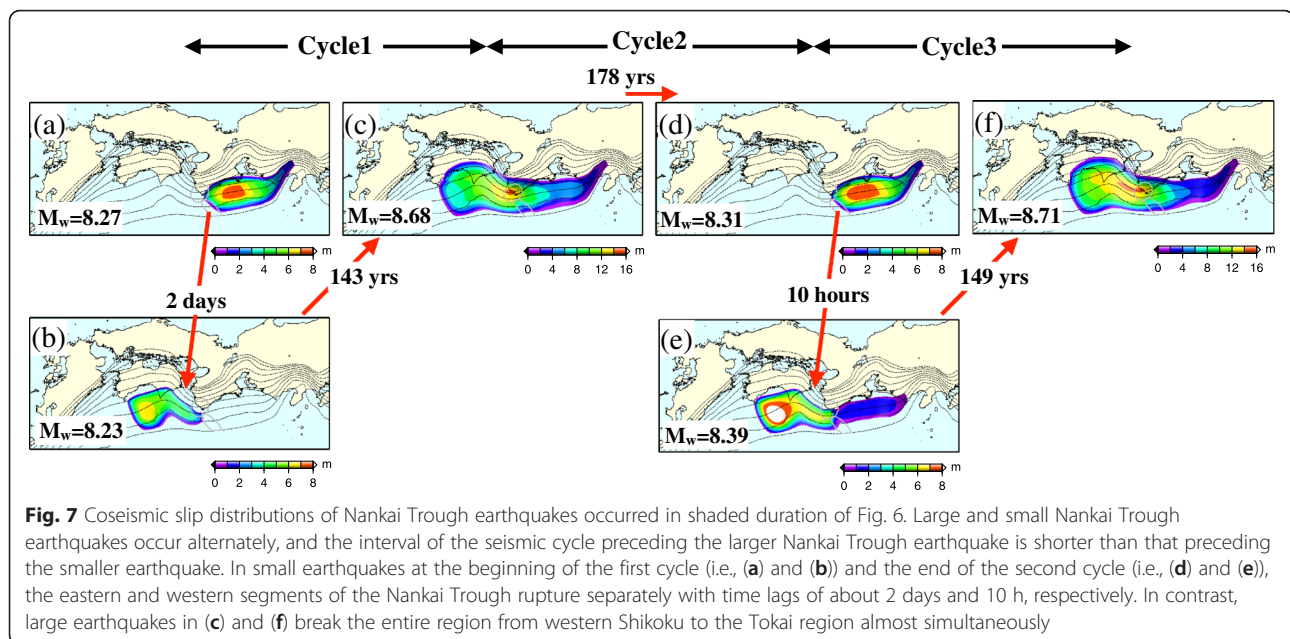 Cycle1 Cycle2 Cycle3
178 yrs
(a) (c) (d) (f)
Mw=8.27 Mw=8.68 Mw=8.31 Mw=8.71
0 2 4 6 8 m 0 4 8 12 16 m 0 2 4 6 8 m 0 4 8 12 16 m
143 yrs 149 yrs
2 days 10 hours
(b) (e)
Mw=8.23 Mw=8.39
0 2 4 6 8 m 0 2 4 6 8 m
Fig. 7 Coseismic slip distributions of Nankai Trough earthquakes occurred in shaded duration of Fig. 6. Large and small Nankai Trough
earthquakes occur alternately, and the interval of the seismic cycle preceding the larger Nankai Trough earthquake is shorter than that preceding
the smaller earthquake. In small earthquakes at the beginning of the first cycle (i.e., (a) and (b)) and the end of the second cycle (i.e., (d) and (e)),
the eastern and western segments of the Nankai Trough rupture separately with time lags of about 2 days and 10 h, respectively. In contrast,
large earthquakes in (c) and (f) break the entire region from western Shikoku to the Tokai region almost simultaneously